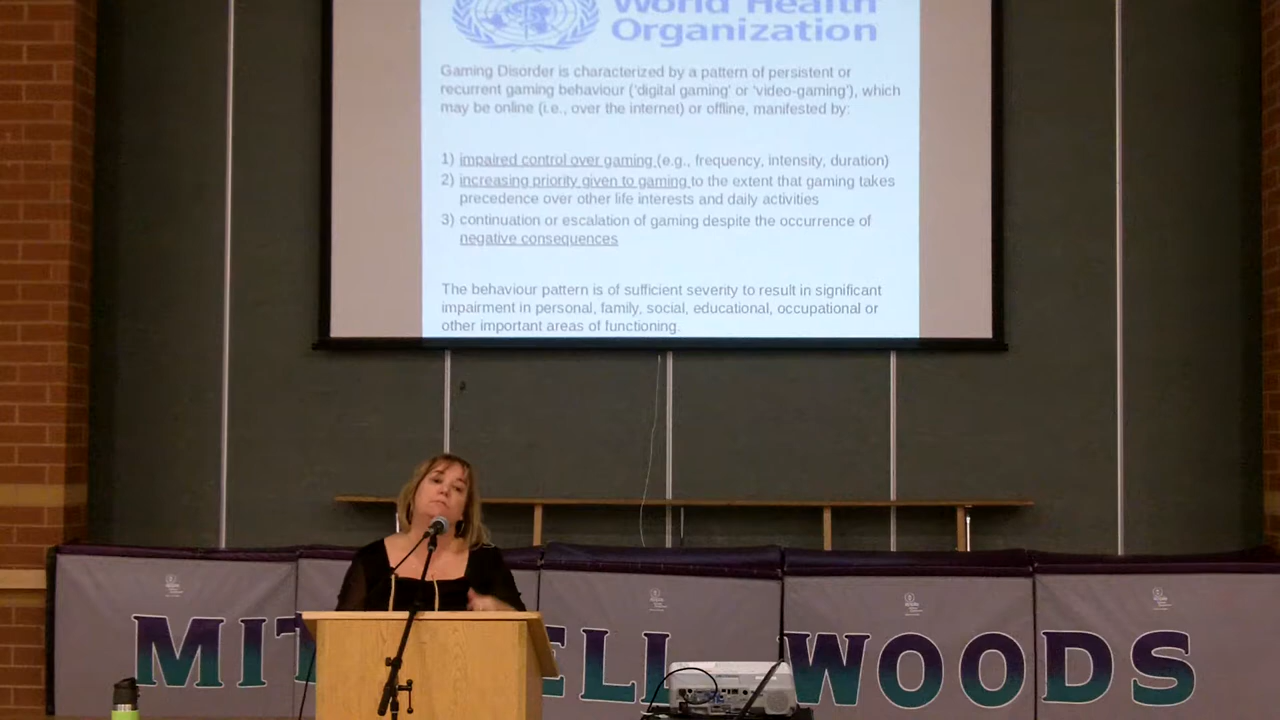 World Health
Organization
Gaming Disorder is characterized by a pattern of persistent or
recurrent gaming behaviour ('digital gaming' or 'video-gaming'), which
may be online (i.e., over the internet) or offline, manifested by:
1) impaired control over gaming (e.g., frequency, intensity, duration)
2) increasing priority given to gaming to the extent that gaming takes
precedence over other life interests and daily activities
3) continuation or escalation of gaming despite the occurrence of
negative consequences
The behaviour pattern is of sufficient severity to result in significant
impairment in personal, family, social, educational, occupational or
other important areas of functioning.
MIT ELL WOODS